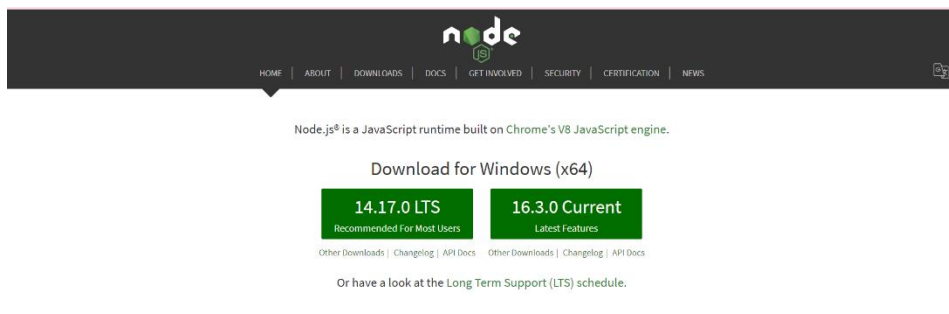 node
JS
HOME | ABOUT | DOWNLOADS | DOCS | GET INVOLVED | SECURITY | CERTIFICATION | NEWS
Node.js® is a JavaScript runtime built on Chrome's V8 JavaScript engine.
Download for Windows (x64)
14.17.0 LTS
Recommended For Most Users
16.3.0 Current
Latest Features
Other Downloads | Changelog | API Docs
Other Downloads | Changelog | API Docs
Or have a look at the Long Term Support (LTS) schedule.